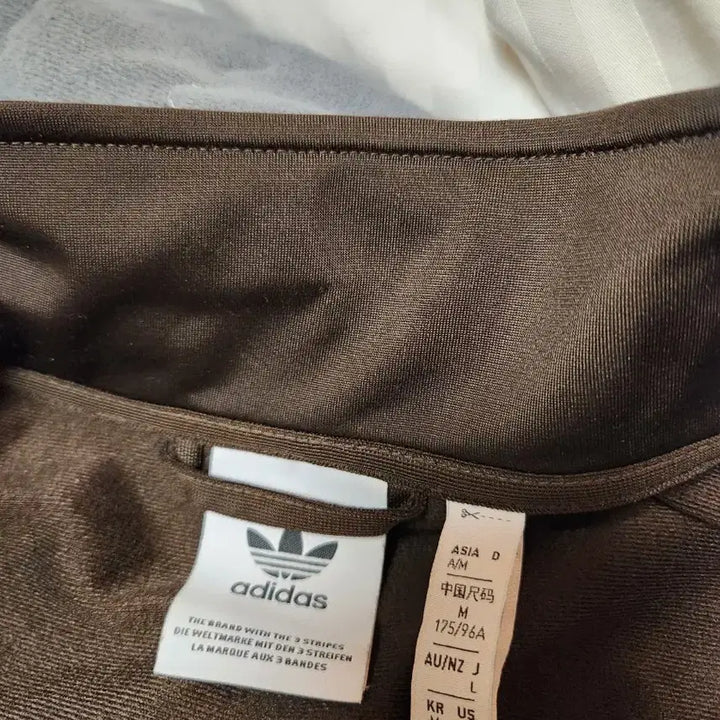 adidas
THE BRAND WITH THE 3 STRIPES
DIE WELTMARKE MIT DEN 3 STREIFEN
LA MARQUE AUX 3 BANDES
ASIA D
A/M
中国尺码
M
175/96A
AU/NZ J
L
KR US